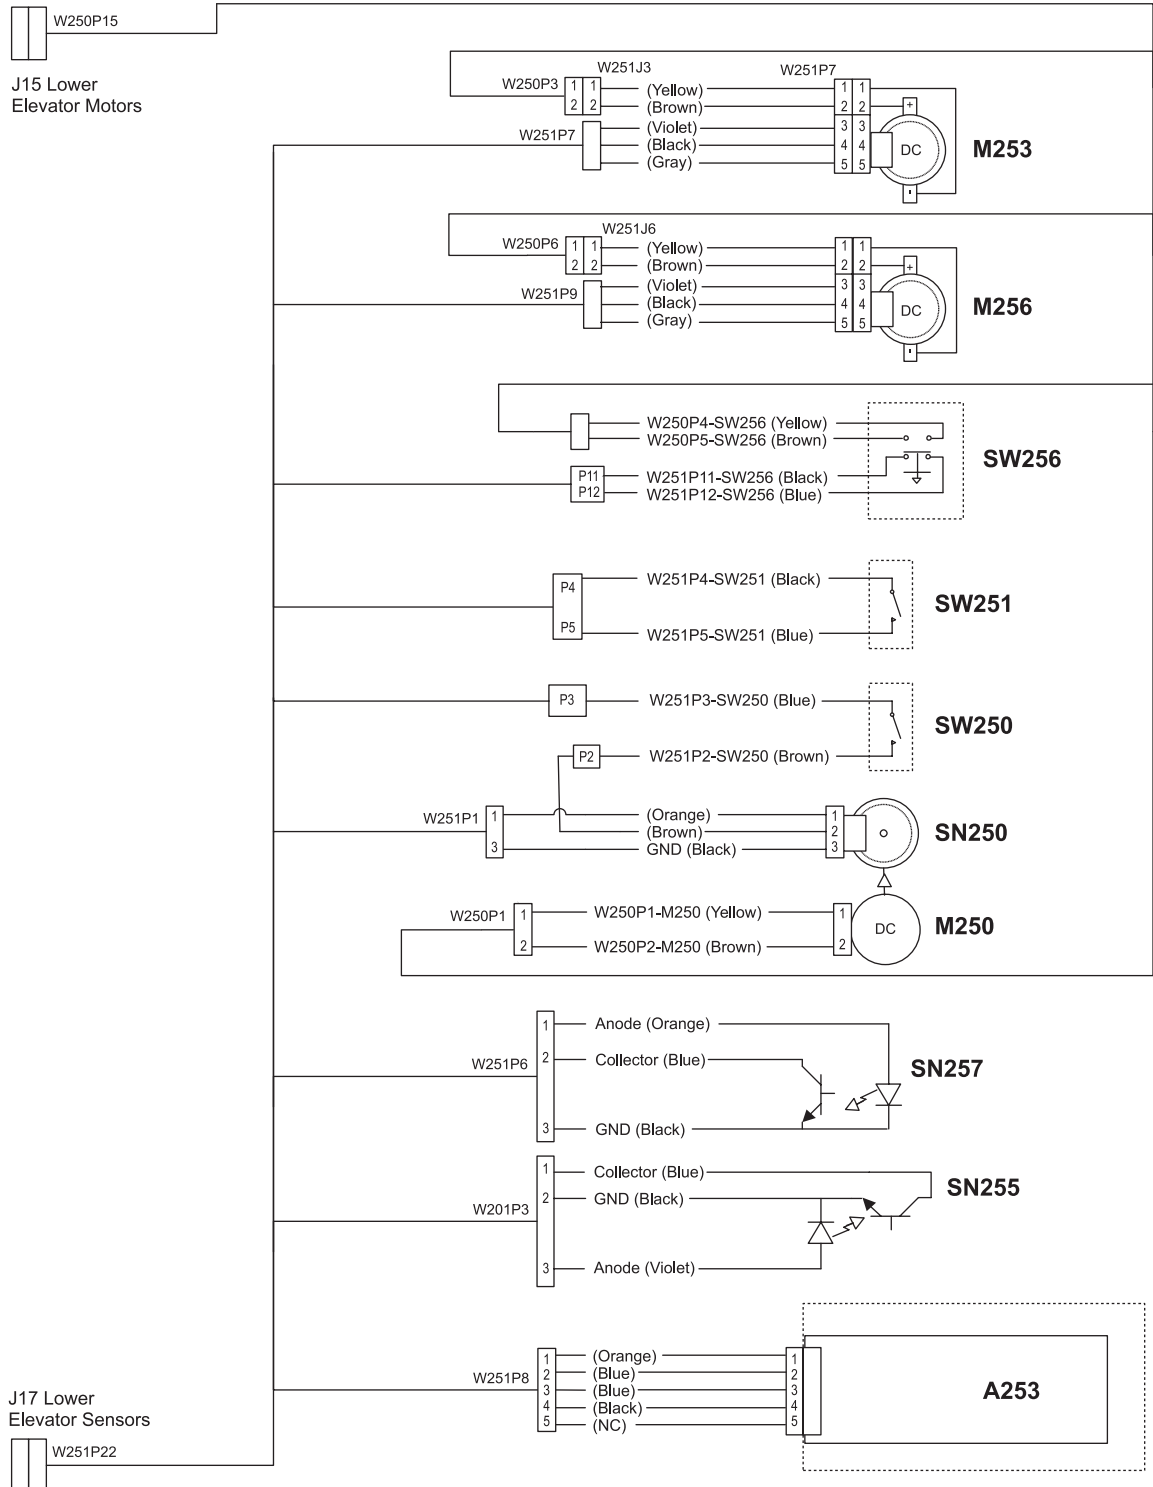 W250P15
J15 Lower
Elevator Motors
W251J3
W251P7
W250P3
1 1 (Yellow) 1 1
2 2 (Brown) 2 2 +
W251P7
(Violet) 3 3
(Black) 4 4 DC M253
(Gray) 5 5
-
W251J6
W250P6
1 1 (Yellow) 1 1
2 2 (Brown) 2 2 +
W251P9
(Violet) 3 3
(Black) 4 4 DC M256
(Gray) 5 5
-
W250P4-SW256 (Yellow)
W250P5-SW256 (Brown)
SW256
P11 W251P11-SW256 (Black)
P12 W251P12-SW256 (Blue)
P4 W251P4-SW251 (Black)
SW251
P5 W251P5-SW251 (Blue)
P3 W251P3-SW250 (Blue)
SW250
P2 W251P2-SW250 (Brown)
W251P1
1 (Orange) 1
(Brown) 2 SN250
3 GND (Black) 3
W250P1
1 W250P1-M250 (Yellow) 1
DC M250
2 W250P2-M250 (Brown) 2
1 Anode (Orange)
W251P6
2 Collector (Blue)
SN257
3 GND (Black)
1 Collector (Blue)
SN255
W201P3
2 GND (Black)
3 Anode (Violet)
W251P8
1 (Orange) 1
2 (Blue) 2
3 (Blue) 3
4 (Black) 4
5 (NC) 5
A253
J17 Lower
Elevator Sensors
W251P22